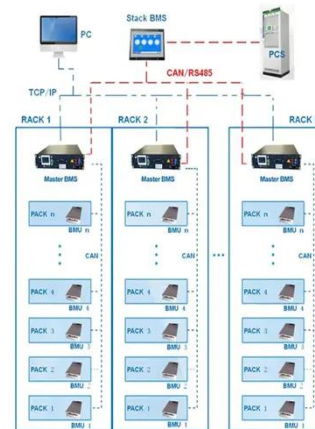 PC
Stack BMS
PCS
CAN/RS485
TCP/IP
RACK 1
RACK 2
RACK
Master BMS
Master BMS
Master BMS
PACK n
BMU n
PACK n
BMU n
PACK n
BMU n
CAN
CAN
CAN
PACK 4
BMU 4
PACK 4
BMU 4
PACK 4
BMU 4
PACK 3
BMU 3
PACK 3
BMU 3
PACK 3
BMU 3
PACK 2
BMU 2
PACK 2
BMU 2
PACK 2
BMU 2
PACK 1
BMU 1
PACK 1
BMU 1
PACK 1
BMU 1